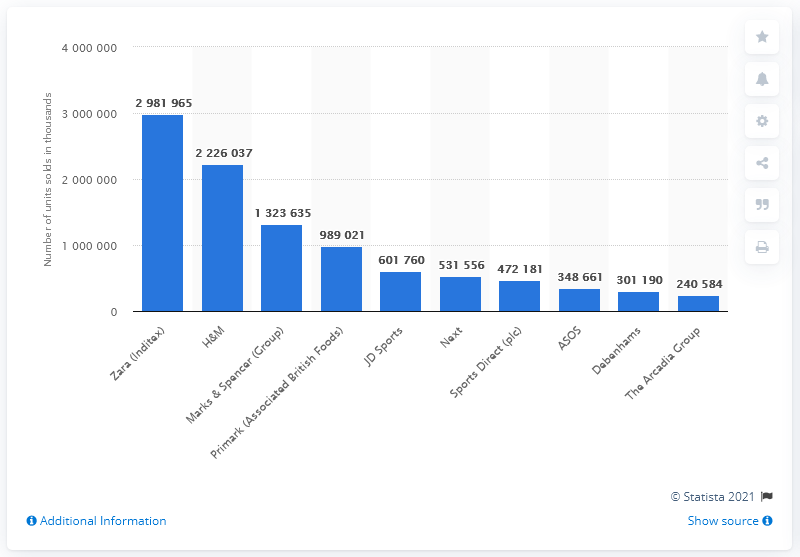 4 000 000
3 000 000
2 000 000
1 000 000
0
Number of units solds in thousands
2 981 965
2 226 037
1 323 635
989 021
601 760
531 556
472 181
348 661
301 190
240 584
Zara (Inditex)
H&M
Marks & Spencer (Group)
Primark (Associated British Foods)
JD Sports
Next
Sports Direct (plc)
ASOS
Debenhams
The Arcadia Group
© Statista 2021
Additional Information
Show source